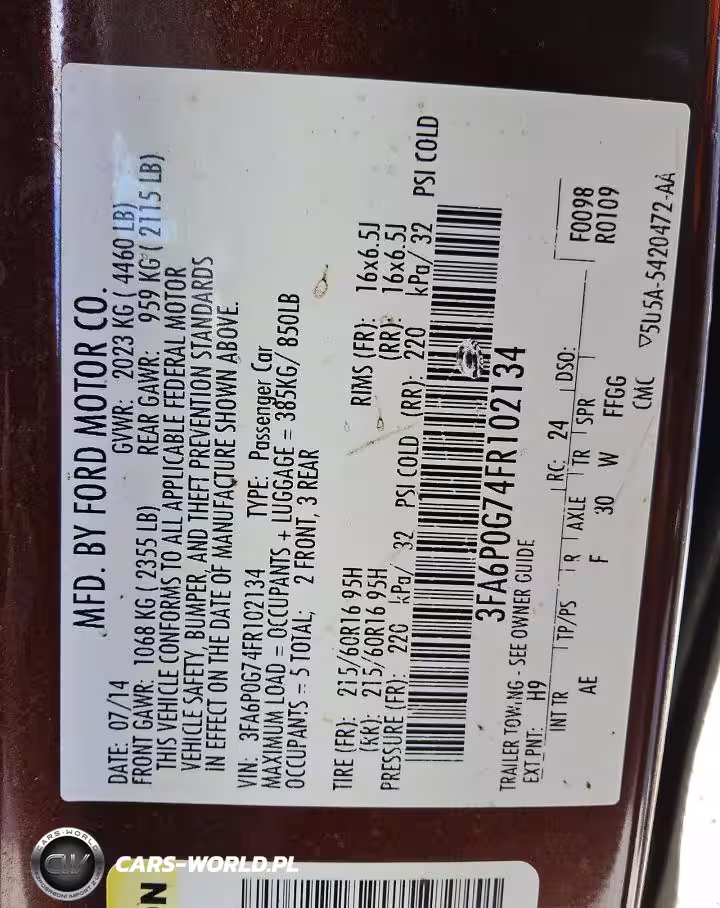 MFD. BY FORD MOTOR CO.
DATE: 07/14 GVWR: 2023 KG ( 4460 LB)
FRONT GAWR: 1068 KG ( 2355 LB) REAR GAWR: 959 KG ( 2115 LB)
THIS VEHICLE CONFORMS TO ALL APPLICABLE FEDERAL MOTOR
VEHICLE SAFETY, BUMPER, AND THEFT PREVENTION STANDARDS
IN EFFECT ON THE DATE OF MANUFACTURE SHOWN ABOVE.
VIN: 3FA6P0G74FR102134 TYPE: Passenger Car
MAXIMUM LOAD = OCCUPANTS + LUGGAGE = 385KG/ 850LB
OCCUPANTS = 5 TOTAL; 2 FRONT, 3 REAR
TIRE (FR): 215/60R16 95H RIMS (FR): 16x6.5J
(RR): 215/60R16 95H (RR): 16x6.5J
PRESSURE (FR): 220 kPa/ 32 PSI COLD (RR): 220 kPa/ 32 PSI COLD
3FA6P0G74FR102134
TRAILER TOWING - SEE OWNER GUIDE
EXT PNT: H9 RC: 24 DSO: F0098
R0109
INT TR TP/PS R AXLE TR SPR
AE F 30 W FFGG
CMC ▽5U5A-5420472-AA
CARS-WORLD
CW
CARS-WORLD.PL
ON